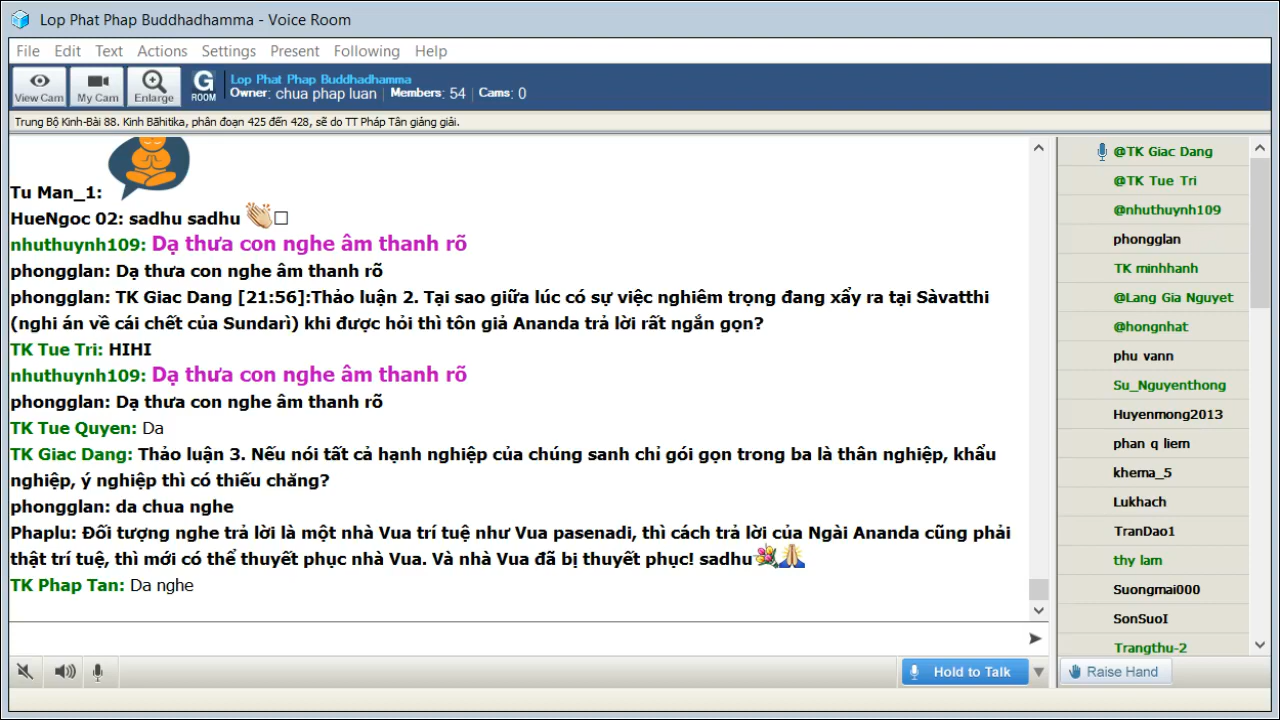 Lop Phat Phap Buddhadhamma - Voice Room
File Edit Text Actions Settings Present Following Help
View Cam My Cam Enlarge G ROOM
Lop Phat Phap Buddhadhamma
Owner: chua phap luan | Members: 54 | Cams: 0
Trung Bộ Kinh-Bài 88. Kinh Bāhitika, phân đoạn 425 đến 428, sẽ do TT Pháp Tân giảng giải.
Tu Man_1:
HueNgoc 02: sadhu sadhu
nhuthuynh109: Dạ thưa con nghe âm thanh rõ
phongglan: Dạ thưa con nghe âm thanh rõ
phongglan: TK Giac Dang [21:56]:Thảo luận 2. Tại sao giữa lúc có sự việc nghiêm trọng đang xẩy ra tại Sàvatthi
(nghi án về cái chết của Sundarì) khi được hỏi thì tôn giả Ananda trả lời rất ngắn gọn?
TK Tue Tri: HIHI
nhuthuynh109: Dạ thưa con nghe âm thanh rõ
phongglan: Dạ thưa con nghe âm thanh rõ
TK Tue Quyen: Da
TK Giac Dang: Thảo luận 3. Nếu nói tất cả hạnh nghiệp của chúng sanh chỉ gói gọn trong ba là thân nghiệp, khẩu
nghiệp, ý nghiệp thì có thiếu chăng?
phongglan: da chua nghe
Phaplu: Đối tượng nghe trả lời là một nhà Vua trí tuệ như Vua pasenadi, thì cách trả lời của Ngài Ananda cũng phải
thật trí tuệ, thì mới có thể thuyết phục nhà Vua. Và nhà Vua đã bị thuyết phục! sadhu
TK Phap Tan: Da nghe
Hold to Talk
@TK Giac Dang
@TK Tue Tri
@nhuthuynh109
phongglan
TK minhhanh
@Lang Gia Nguyet
@hongnhat
phu vann
Su_Nguyenthong
Huyenmong2013
phan q liem
khema_5
Lukhach
TranDao1
thy lam
Suongmai000
SonSuoI
Trangthu-2
Raise Hand